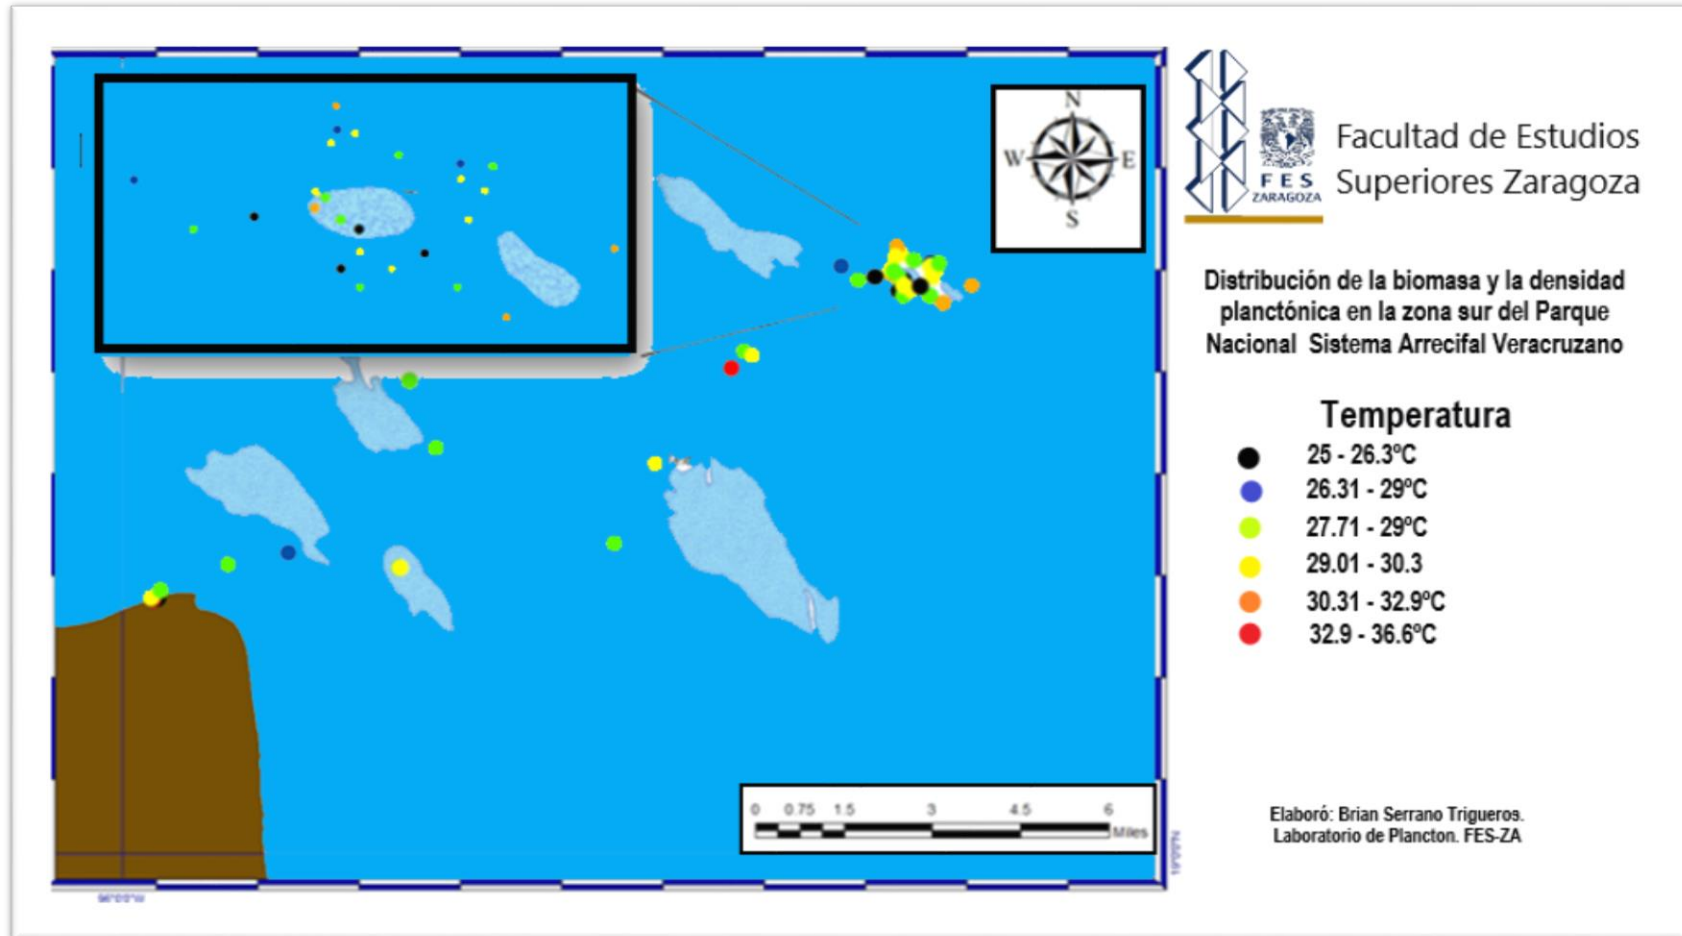 N
W
E
S
FES
ZARAGOZA
Facultad de Estudios
Superiores Zaragoza
Distribución de la biomasa y la densidad
planctónica en la zona sur del Parque
Nacional Sistema Arrecifal Veracruzano
Temperatura
25 - 26.3ºC
26.31 - 29ºC
27.71 - 29ºC
29.01 - 30.3
30.31 - 32.9ºC
32.9 - 36.6ºC
0 0.75 1.5 3 4.5 6
Miles
Elaboró: Brian Serrano Trigueros.
Laboratorio de Plancton. FES-ZA